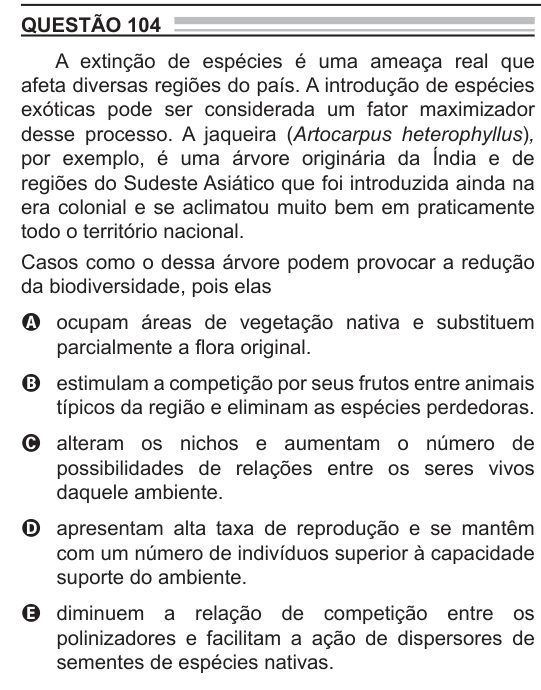 QUESTÃO 104
A extinção de espécies é uma ameaça real que
afeta diversas regiões do país. A introdução de espécies
exóticas pode ser considerada um fator maximizador
desse processo. A jaqueira (Artocarpus heterophyllus),
por exemplo, é uma árvore originária da Índia e de
regiões do Sudeste Asiático que foi introduzida ainda na
era colonial e se aclimatou muito bem em praticamente
todo o território nacional.
Casos como o dessa árvore podem provocar a redução
da biodiversidade, pois elas
A ocupam áreas de vegetação nativa e substituem
parcialmente a flora original.
B estimulam a competição por seus frutos entre animais
típicos da região e eliminam as espécies perdedoras.
C alteram os nichos e aumentam o número de
possibilidades de relações entre os seres vivos
daquele ambiente.
D apresentam alta taxa de reprodução e se mantêm
com um número de indivíduos superior à capacidade
suporte do ambiente.
E diminuem a relação de competição entre os
polinizadores e facilitam a ação de dispersores de
sementes de espécies nativas.